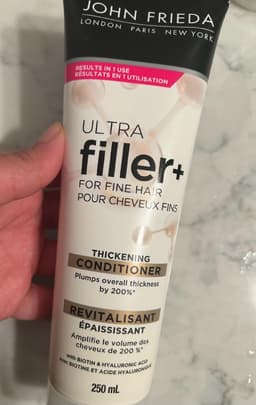 JOHN FRIEDA
LONDON PARIS NEW YORK
RESULTS IN 1 USE
RÉSULTATS EN 1 UTILISATION
ULTRA
filler+
FOR FINE HAIR
POUR CHEVEUX FINS
THICKENING
CONDITIONER
Plumps overall thickness
by 200%*
REVITALISANT
ÉPAISSISSANT
Amplifie le volume des
cheveux de 200 %*
with BIOTIN & HYALURONIC ACID
avec BIOTINE ET ACIDE HYALURONIQUE
250 mL